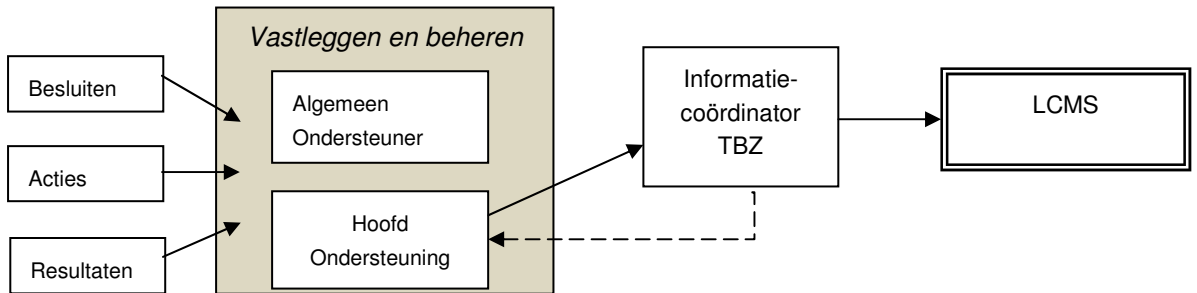 Vastleggen en beheren
Besluiten
Acties
Resultaten
Algemeen
Ondersteuner
Hoofd
Ondersteuning
Informatie-
coördinator
TBZ
LCMS